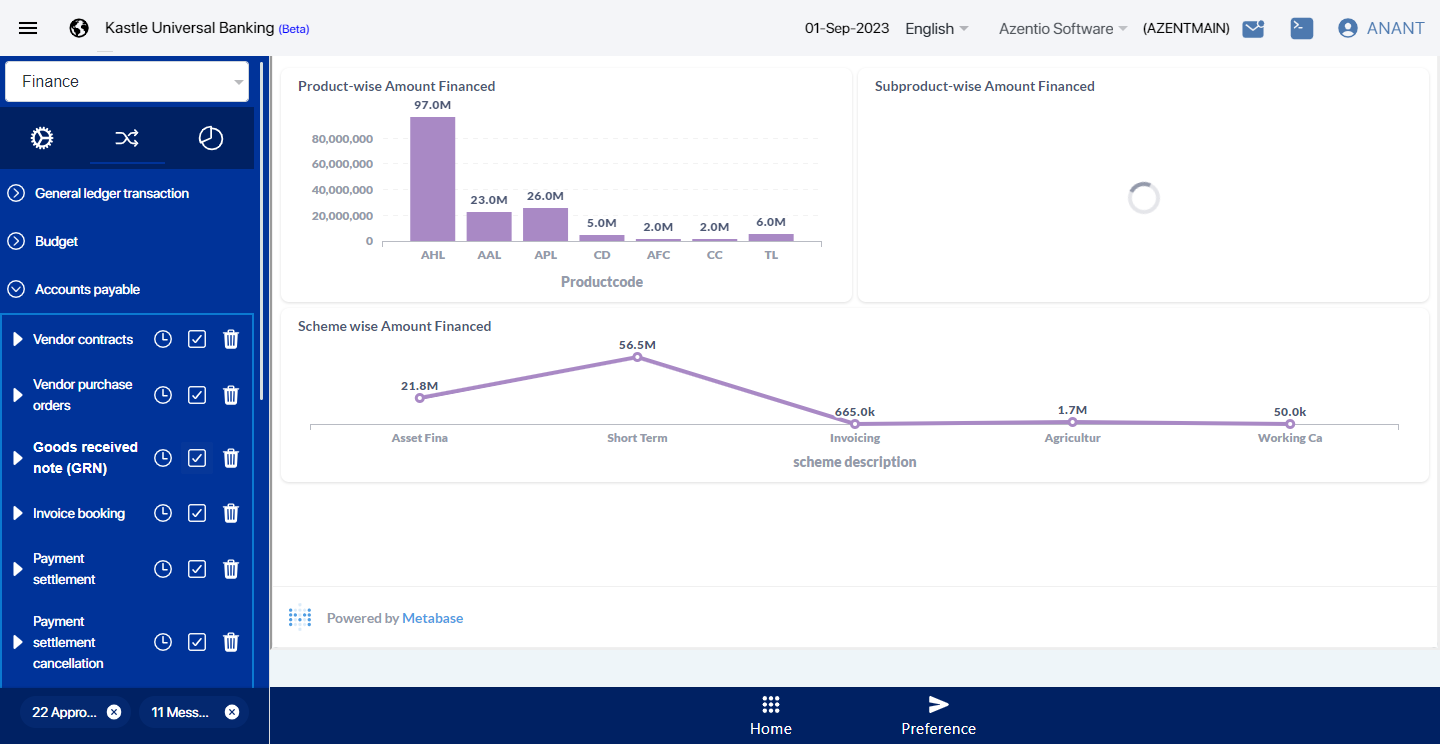 Kastle Universal Banking (Beta)
01-Sep-2023
English
Azentio Software
(AZENTMAIN)
ANANT
Finance
General ledger transaction
Budget
Accounts payable
Vendor contracts
Vendor purchase
orders
Goods received
note (GRN)
Invoice booking
Payment
settlement
Payment
settlement
cancellation
22 Appro...
11 Mess...
Product-wise Amount Financed
97.0M
80,000,000
60,000,000
40,000,000
20,000,000
0
23.0M
26.0M
5.0M
2.0M
2.0M
6.0M
AHL
AAL
APL
CD
AFC
CC
TL
Productcode
Subproduct-wise Amount Financed
Scheme wise Amount Financed
21.8M
56.5M
665.0k
1.7M
50.0k
Asset Fina
Short Term
Invoicing
Agricultur
Working Ca
scheme description
Powered by Metabase
Home
Preference